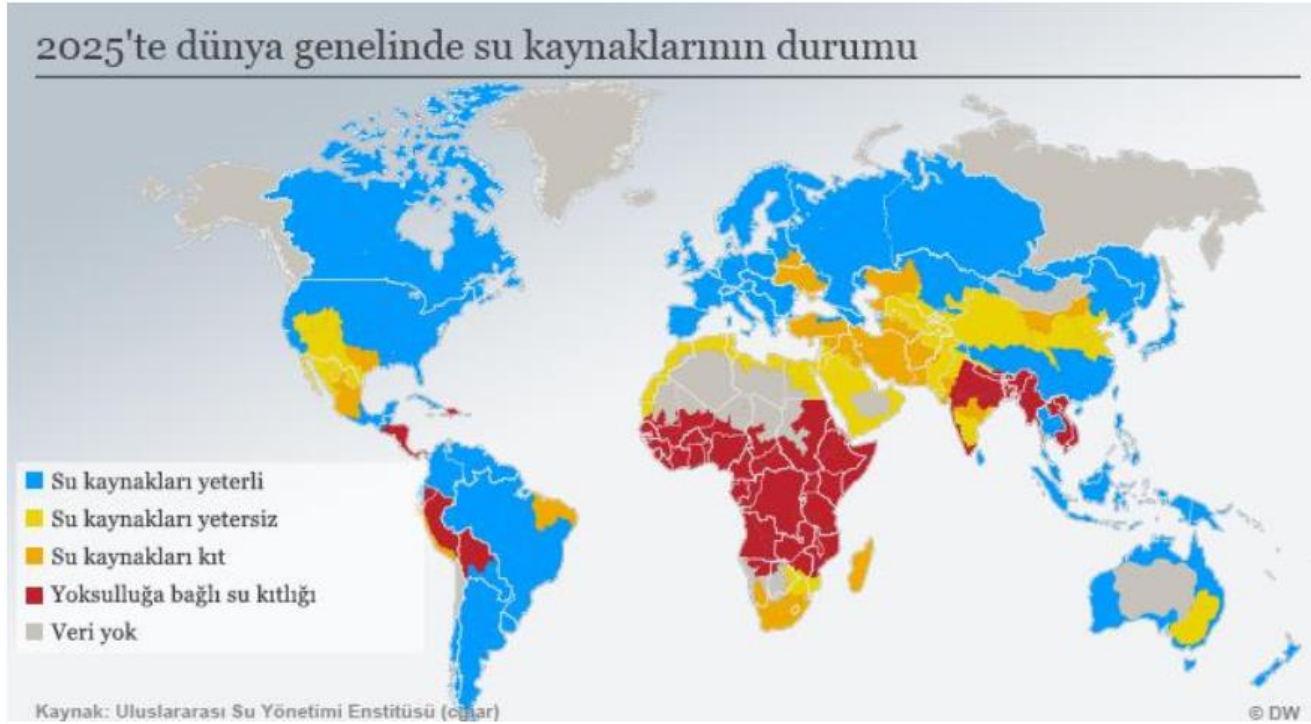 2025'te dünya genelinde su kaynaklarının durumu
Su kaynakları yeterli
Su kaynakları yetersiz
Su kaynakları kıt
Yoksulluğa bağlı su kıtlığı
Veri yok
Kaynak: Uluslararası Su Yönetimi Enstitüsü
© DW